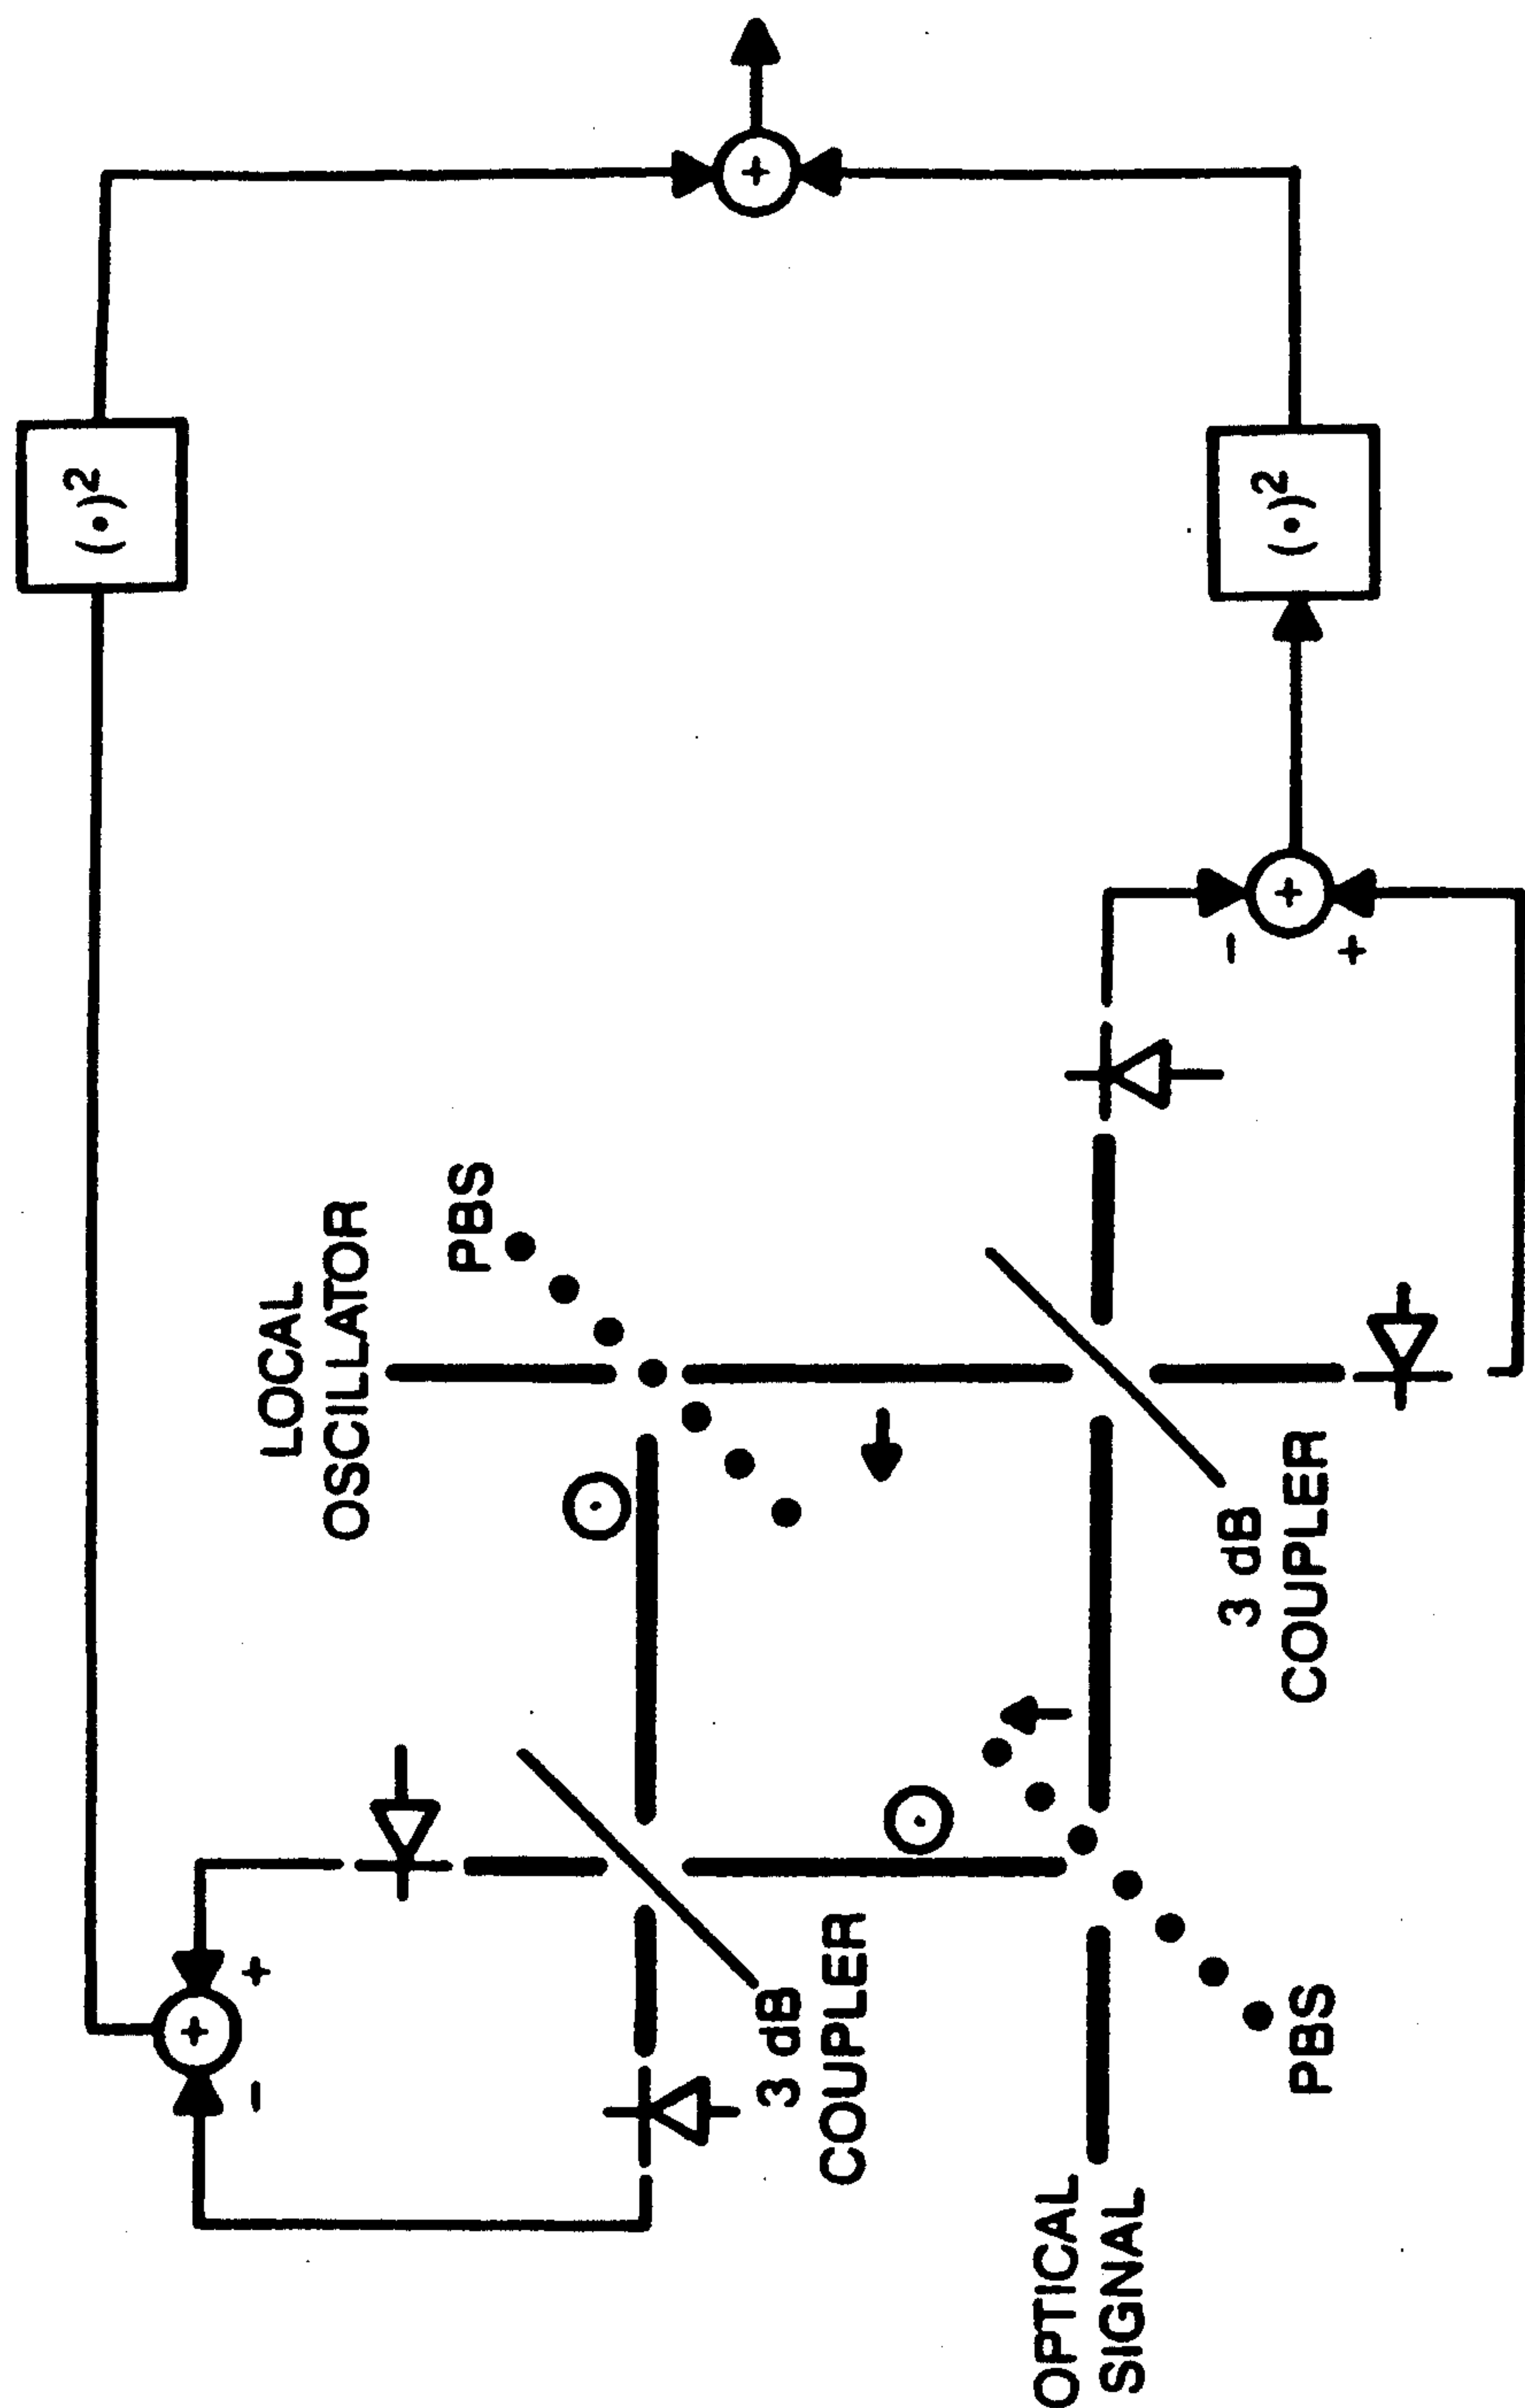 (•)²
+
- +
LOCAL
OSCILLATOR
PBS
+
3 dB
COUPLER
OPTICAL
SIGNAL
PBS
3 dB
COUPLER
-
+
+
(•)²